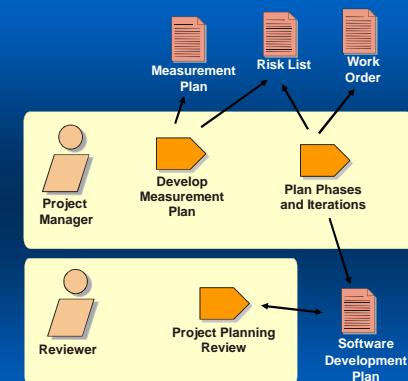 Measurement
Plan
Risk List
Work
Order
Project
Manager
Develop
Measurement
Plan
Plan Phases
and Iterations
Reviewer
Project Planning
Review
Software
Development
Plan